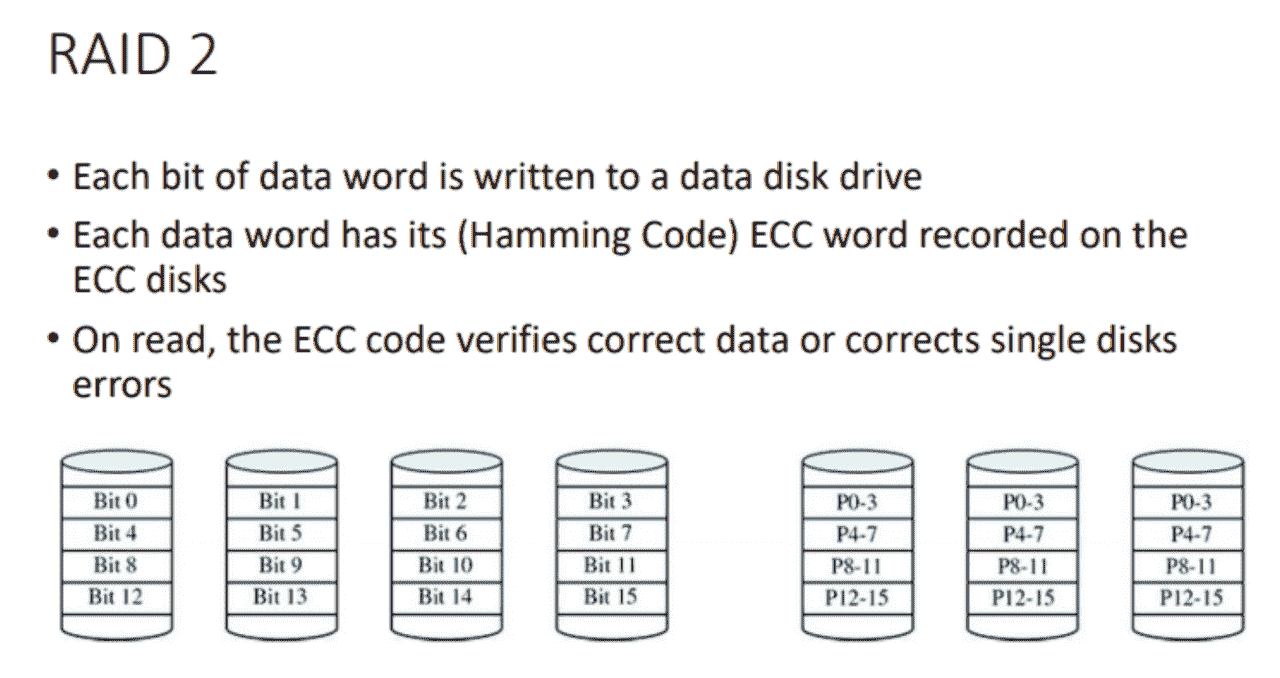 RAID 2
• Each bit of data word is written to a data disk drive
• Each data word has its (Hamming Code) ECC word recorded on the
ECC disks
• On read, the ECC code verifies correct data or corrects single disks
errors
Bit 0 Bit 1 Bit 2 Bit 3 P0-3 P0-3 P0-3
Bit 4 Bit 5 Bit 6 Bit 7 P4-7 P4-7 P4-7
Bit 8 Bit 9 Bit 10 Bit 11 P8-11 P8-11 P8-11
Bit 12 Bit 13 Bit 14 Bit 15 P12-15 P12-15 P12-15